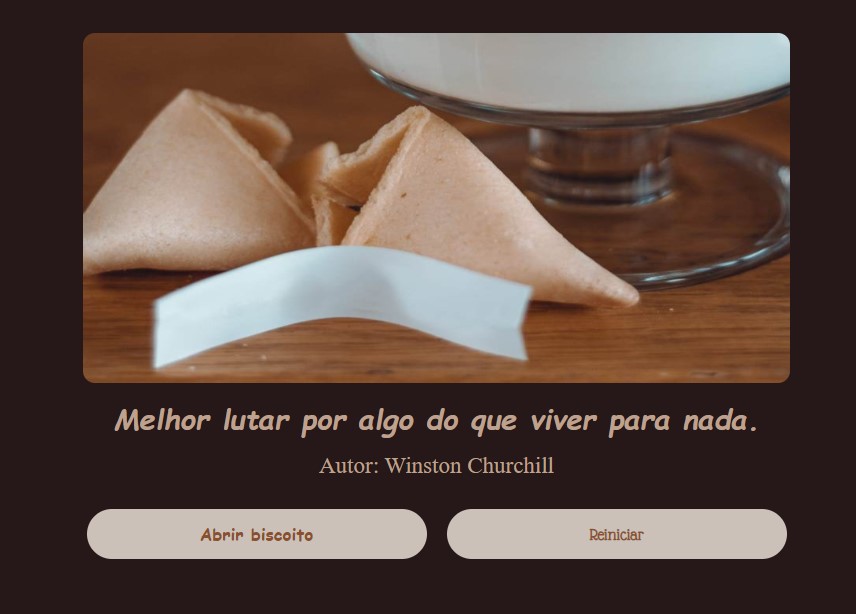 Melhor lutar por algo do que viver para nada.
Autor: Winston Churchill
Abrir biscoito
Reiniciar